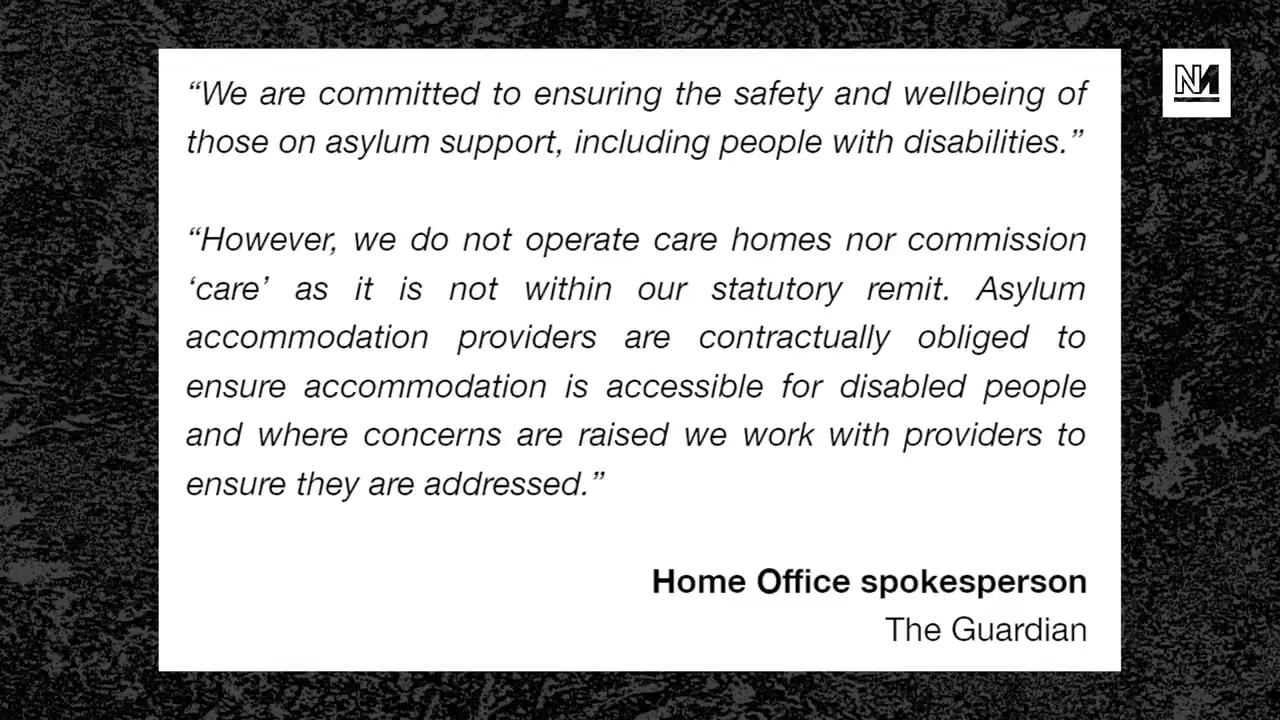 “We are committed to ensuring the safety and wellbeing of
those on asylum support, including people with disabilities.”
“However, we do not operate care homes nor commission
‘care’ as it is not within our statutory remit. Asylum
accommodation providers are contractually obliged to
ensure accommodation is accessible for disabled people
and where concerns are raised we work with providers to
ensure they are addressed.”
Home Office spokesperson
The Guardian
NM